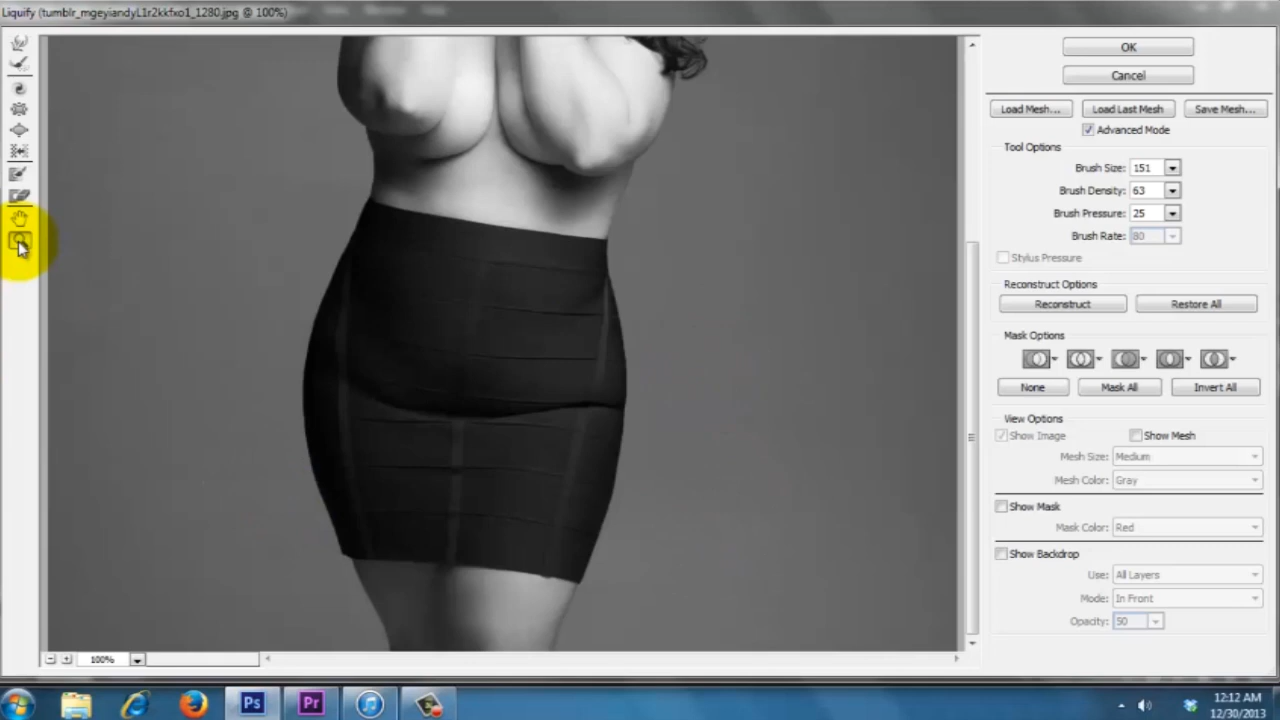 Liquify (tumblr_mgeyiandyL1r2kkfxo1_1280.jpg @ 100%)
OK
Cancel
Load Mesh... Load Last Mesh Save Mesh...
Advanced Mode
Tool Options
Brush Size: 151
Brush Density: 63
Brush Pressure: 25
Brush Rate: 80
Stylus Pressure
Reconstruct Options
Reconstruct Restore All
Mask Options
None Mask All Invert All
View Options
Show Image Show Mesh
Mesh Size: Medium
Mesh Color: Gray
Show Mask
Mask Color: Red
Show Backdrop
Use: All Layers
Mode: In Front
Opacity: 50
100%
Ps Pr
12:12 AM
12/30/2013